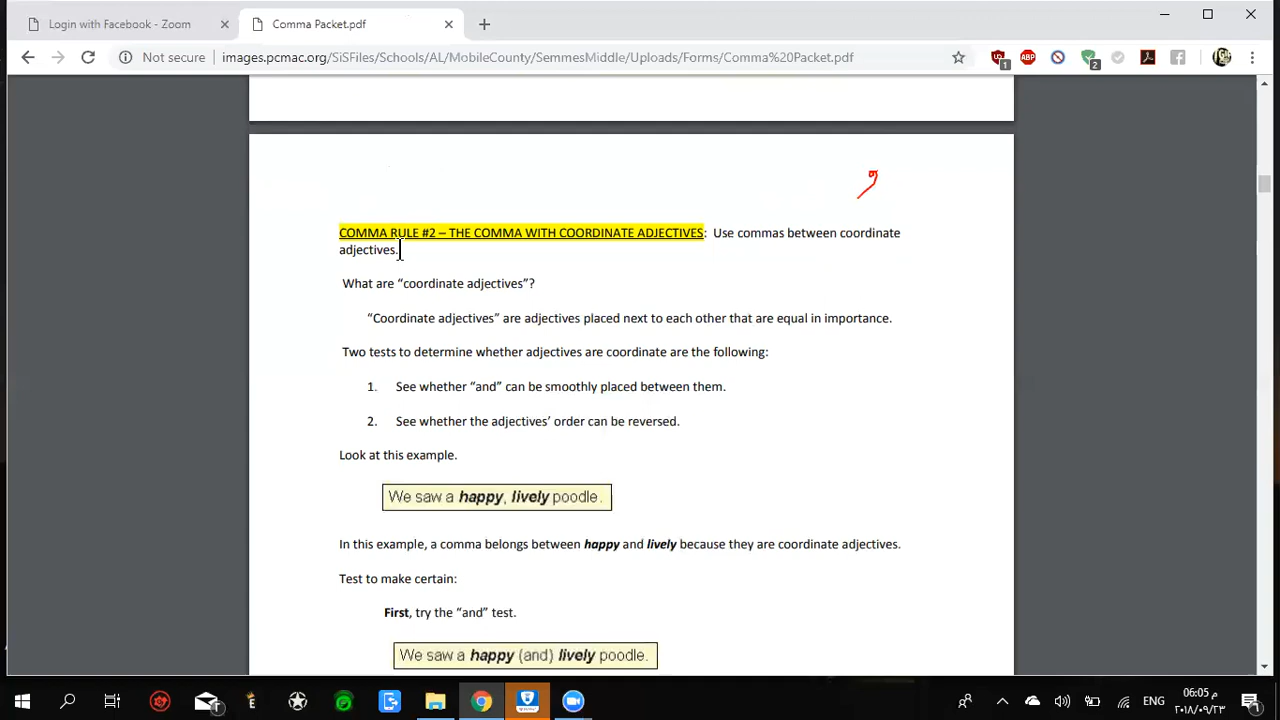 Login with Facebook - Zoom
Comma Packet.pdf
Not secure images.pcmac.org/SiSFiles/Schools/AL/MobileCounty/SemmesMiddle/Uploads/Forms/Comma%20Packet.pdf
1 ABP 2
COMMA RULE #2 – THE COMMA WITH COORDINATE ADJECTIVES: Use commas between coordinate
adjectives.
What are “coordinate adjectives”?
“Coordinate adjectives” are adjectives placed next to each other that are equal in importance.
Two tests to determine whether adjectives are coordinate are the following:
1. See whether “and” can be smoothly placed between them.
2. See whether the adjectives’ order can be reversed.
Look at this example.
We saw a happy, lively poodle.
In this example, a comma belongs between happy and lively because they are coordinate adjectives.
Test to make certain:
First, try the “and” test.
We saw a happy (and) lively poodle.
ENG
06:05 م
٢٠١٨/٠٩/٢٣